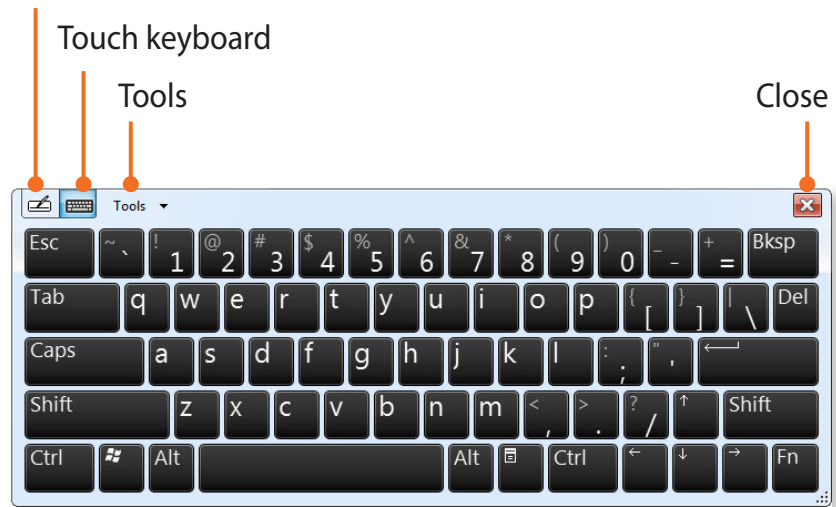 Touch keyboard
Tools
Close
Tools
Esc ~ ` ! 1 @ 2 # 3 $ 4 % 5 ^ 6 & 7 * 8 ( 9 ) 0 _ - + = Bksp
Tab q w e r t y u i o p { [ } ] | \ Del
Caps a s d f g h j k l : ; " '
Shift z x c v b n m < , > . ? / ↑ Shift
Ctrl Alt Alt Ctrl ← ↓ → Fn